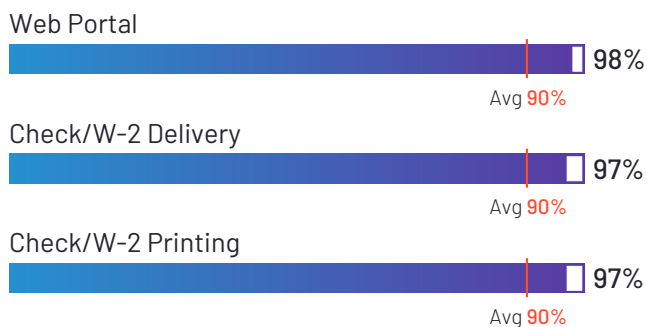 Web Portal
98%
Avg 90%
Check/W-2 Delivery
97%
Avg 90%
Check/W-2 Printing
97%
Avg 90%